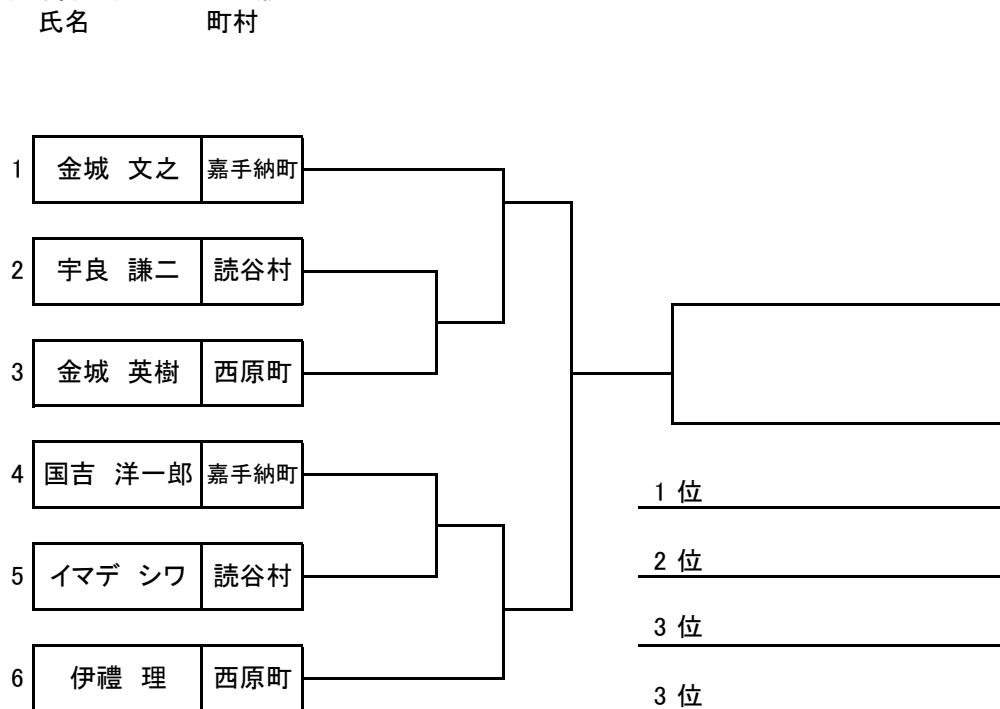 氏名 町村
1 金城 文之 嘉手納町
2 宇良 謙二 読谷村
3 金城 英樹 西原町
4 国吉 洋一郎 嘉手納町
5 イマデ シワ 読谷村
6 伊禮 理 西原町
1 位
2 位
3 位
3 位